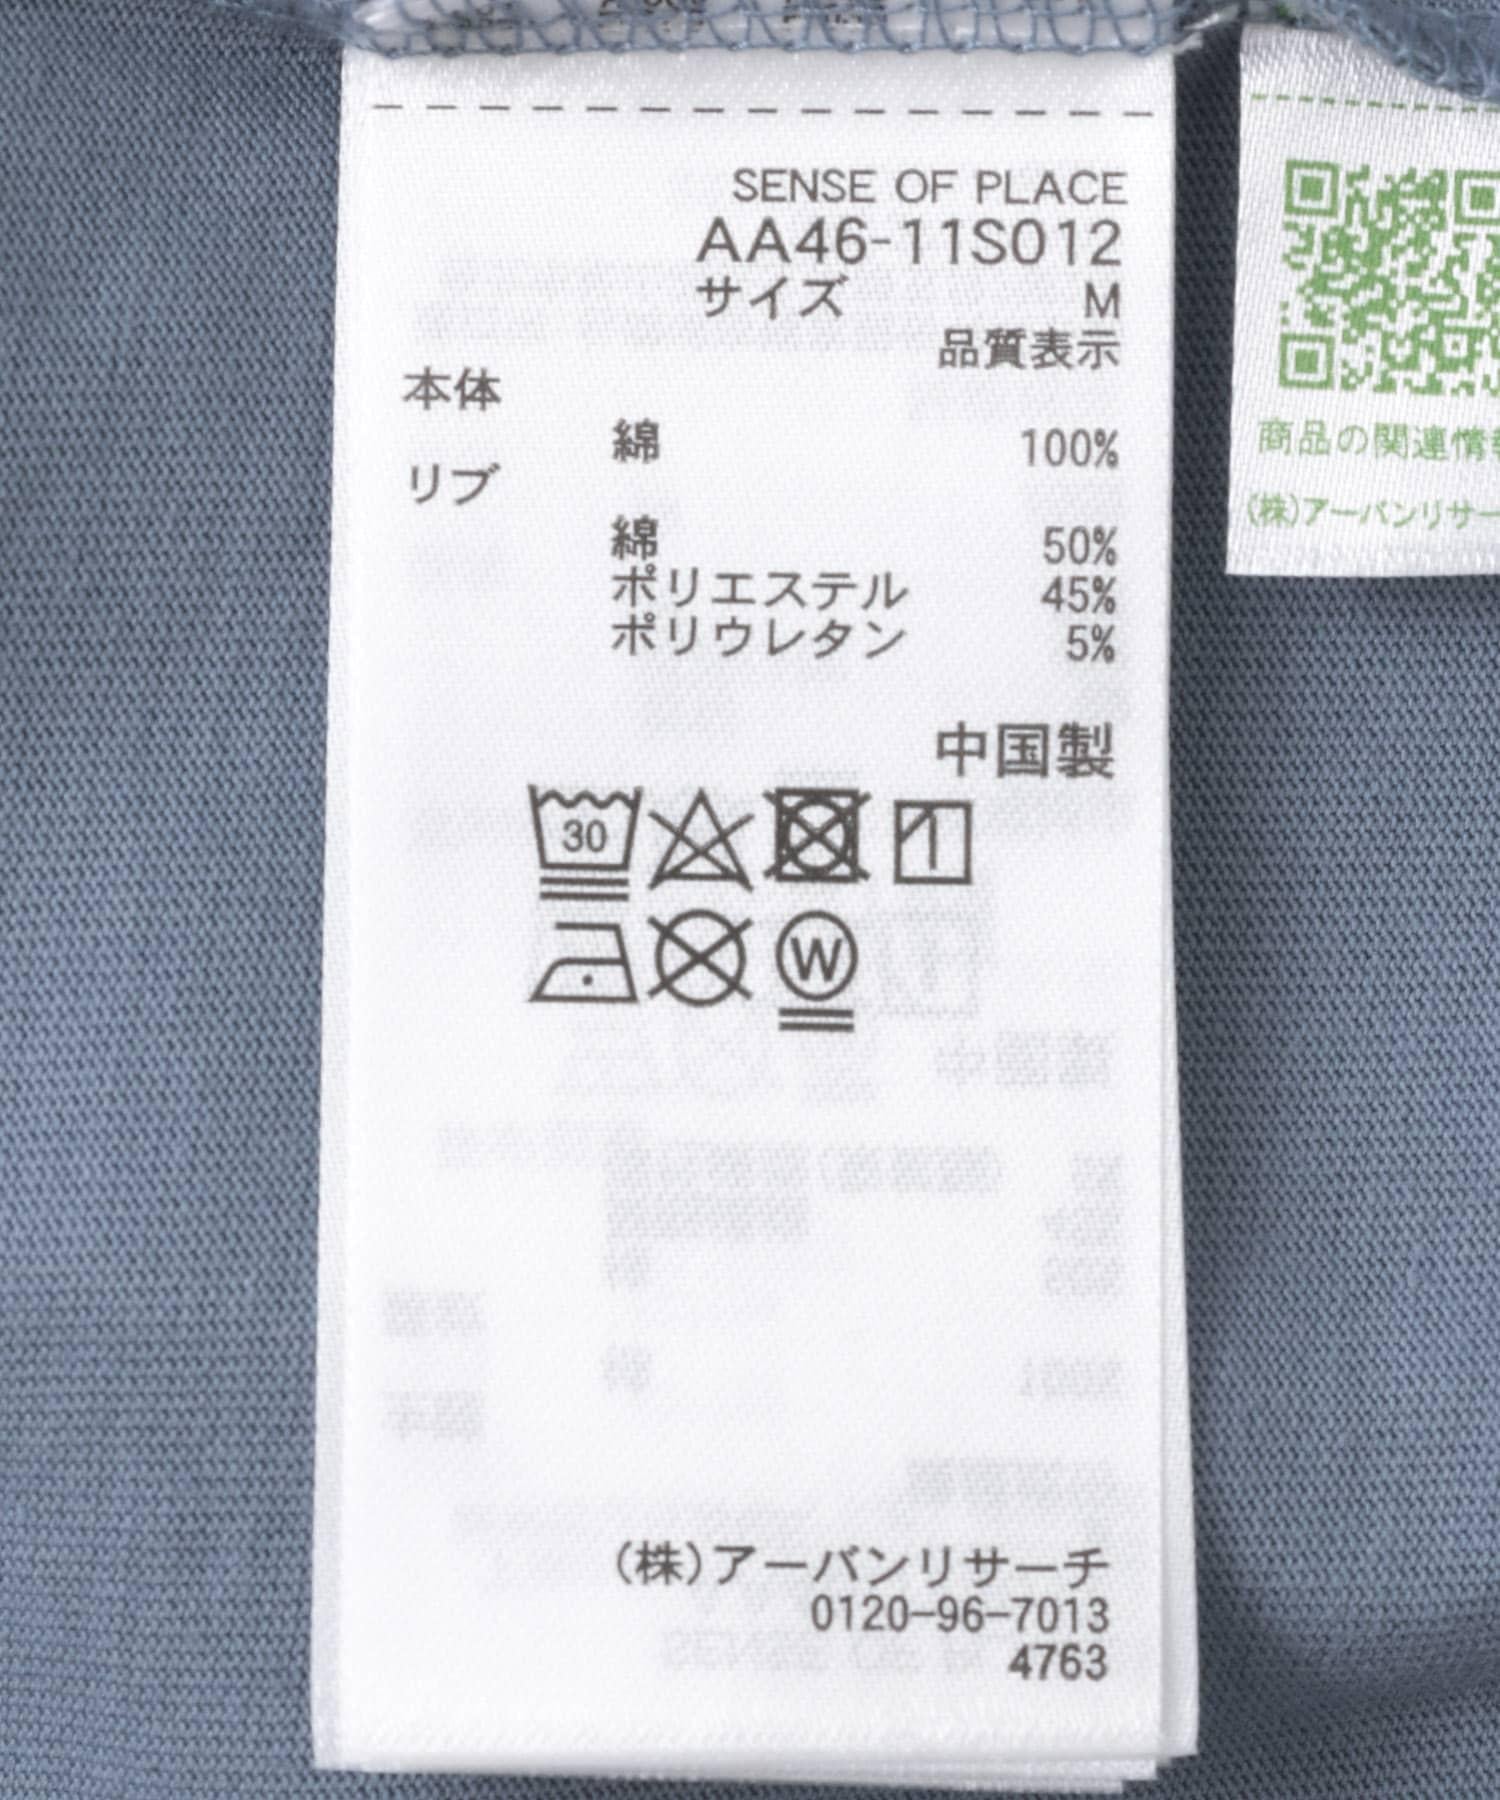 SENSE OF PLACE
AA46-11S012
サイズ M
品質表示
本体
綿 100%
リブ
綿 50%
ポリエステル 45%
ポリウレタン 5%
中国製
30
W
(株)アーバンリサーチ
0120-96-7013
4763
商品の関連情
(株)アーバンリサー